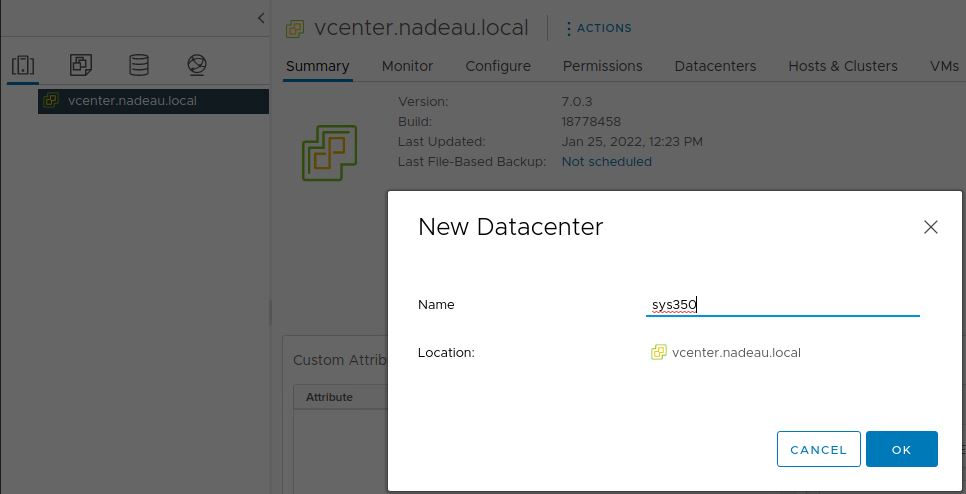 vcenter.nadeau.local
ACTIONS
Summary Monitor Configure Permissions Datacenters Hosts & Clusters VMs
vcenter.nadeau.local
Version: 7.0.3
Build: 18778458
Last Updated: Jan 25, 2022, 12:23 PM
Last File-Based Backup: Not scheduled
New Datacenter
Name sys350
Location: vcenter.nadeau.local
Custom Attrib
Attribute
CANCEL OK